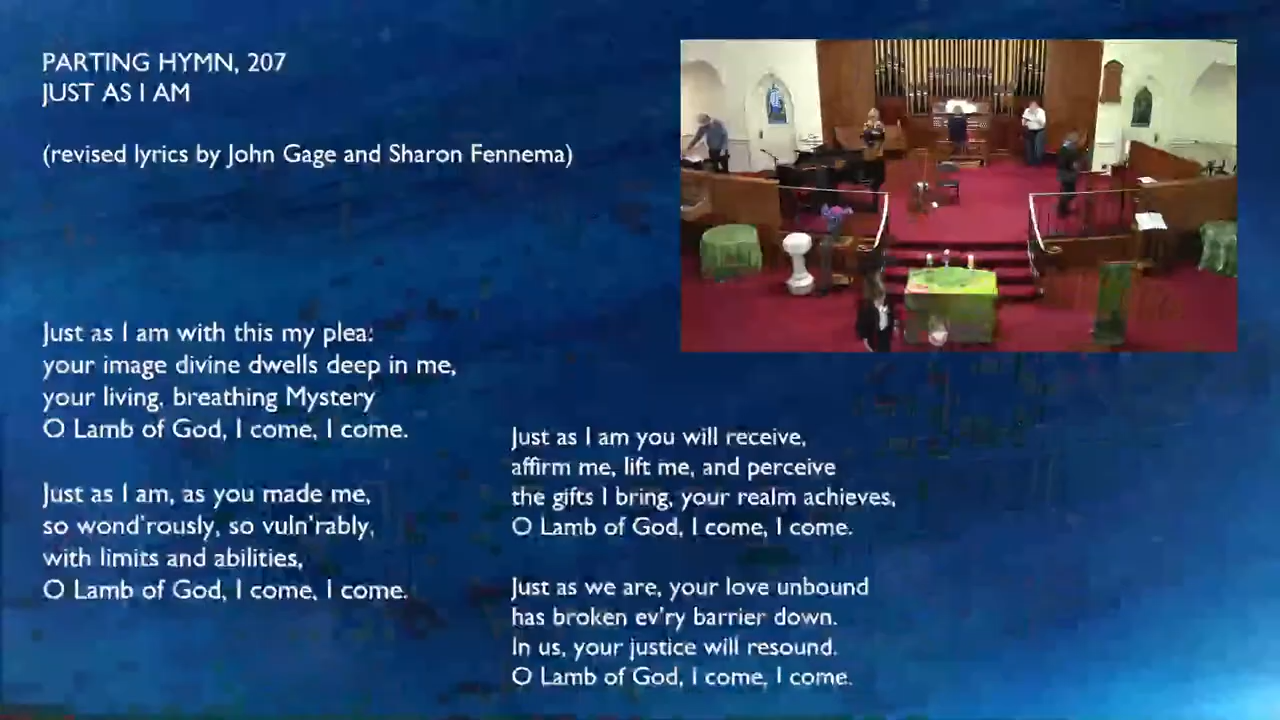 PARTING HYMN, 207
JUST AS I AM
(revised lyrics by John Gage and Sharon Fennema)
Just as I am with this my plea:
your image divine dwells deep in me,
your living, breathing Mystery
O Lamb of God, I come, I come.
Just as I am, as you made me,
so wond'rously, so vuln'rably,
with limits and abilities,
O Lamb of God, I come, I come.
Just as I am you will receive,
affirm me, lift me, and perceive
the gifts I bring, your realm achieves,
O Lamb of God, I come, I come.
Just as we are, your love unbound
has broken ev'ry barrier down.
In us, your justice will resound.
O Lamb of God, I come, I come.